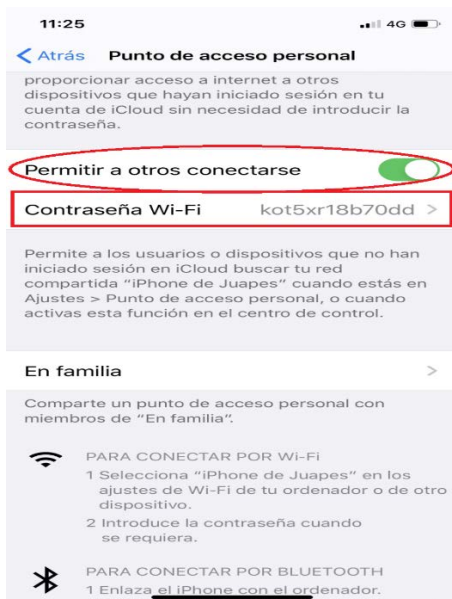 11:25
4G
Atrás Punto de acceso personal
proporcionar acceso a internet a otros
dispositivos que hayan iniciado sesión en tu
cuenta de iCloud sin necesidad de introducir la
contraseña.
Permitir a otros conectarse
Contraseña Wi-Fi kot5xr18b70dd
Permite a los usuarios o dispositivos que no han
iniciado sesión en iCloud buscar tu red
compartida “iPhone de Juapes” cuando estás en
Ajustes > Punto de acceso personal, o cuando
activas esta función en el centro de control.
En familia
Comparte un punto de acceso personal con
miembros de “En familia”.
PARA CONECTAR POR Wi-Fi
1 Selecciona “iPhone de Juapes” en los
ajustes de Wi-Fi de tu ordenador o de otro
dispositivo.
2 Introduce la contraseña cuando
se requiera.
PARA CONECTAR POR BLUETOOTH
1 Enlaza el iPhone con el ordenador.